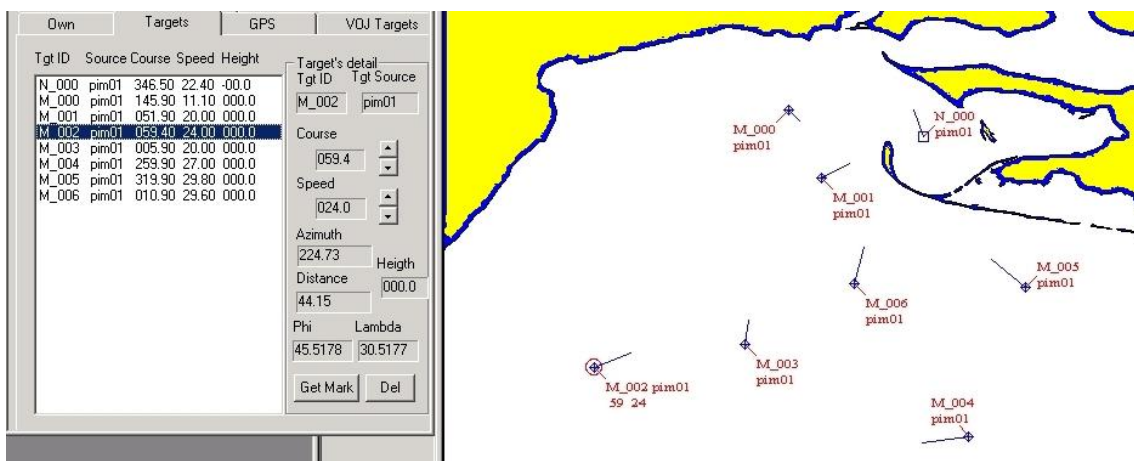 Own Targets GPS VOJ Targets
Tgt ID Source Course Speed Height
N_000 pim01 346.50 22.40 -00.0
M_000 pim01 145.90 11.10 000.0
M_001 pim01 051.90 20.00 000.0
M_002 pim01 059.40 24.00 000.0
M_003 pim01 005.90 20.00 000.0
M_004 pim01 259.90 27.00 000.0
M_005 pim01 319.90 29.80 000.0
M_006 pim01 010.90 29.60 000.0
Target's detail
Tgt ID Tgt Source
M_002 pim01
Course
059.4
Speed
024.0
Azimuth
224.73
Heigth
000.0
Distance
44.15
Phi Lambda
45.5178 30.5177
Get Mark Del
M_000
pim01
N_000
pim01
M_001
pim01
M_005
pim01
M_006
pim01
M_003
pim01
M_002 pim01
59 24
M_004
pim01